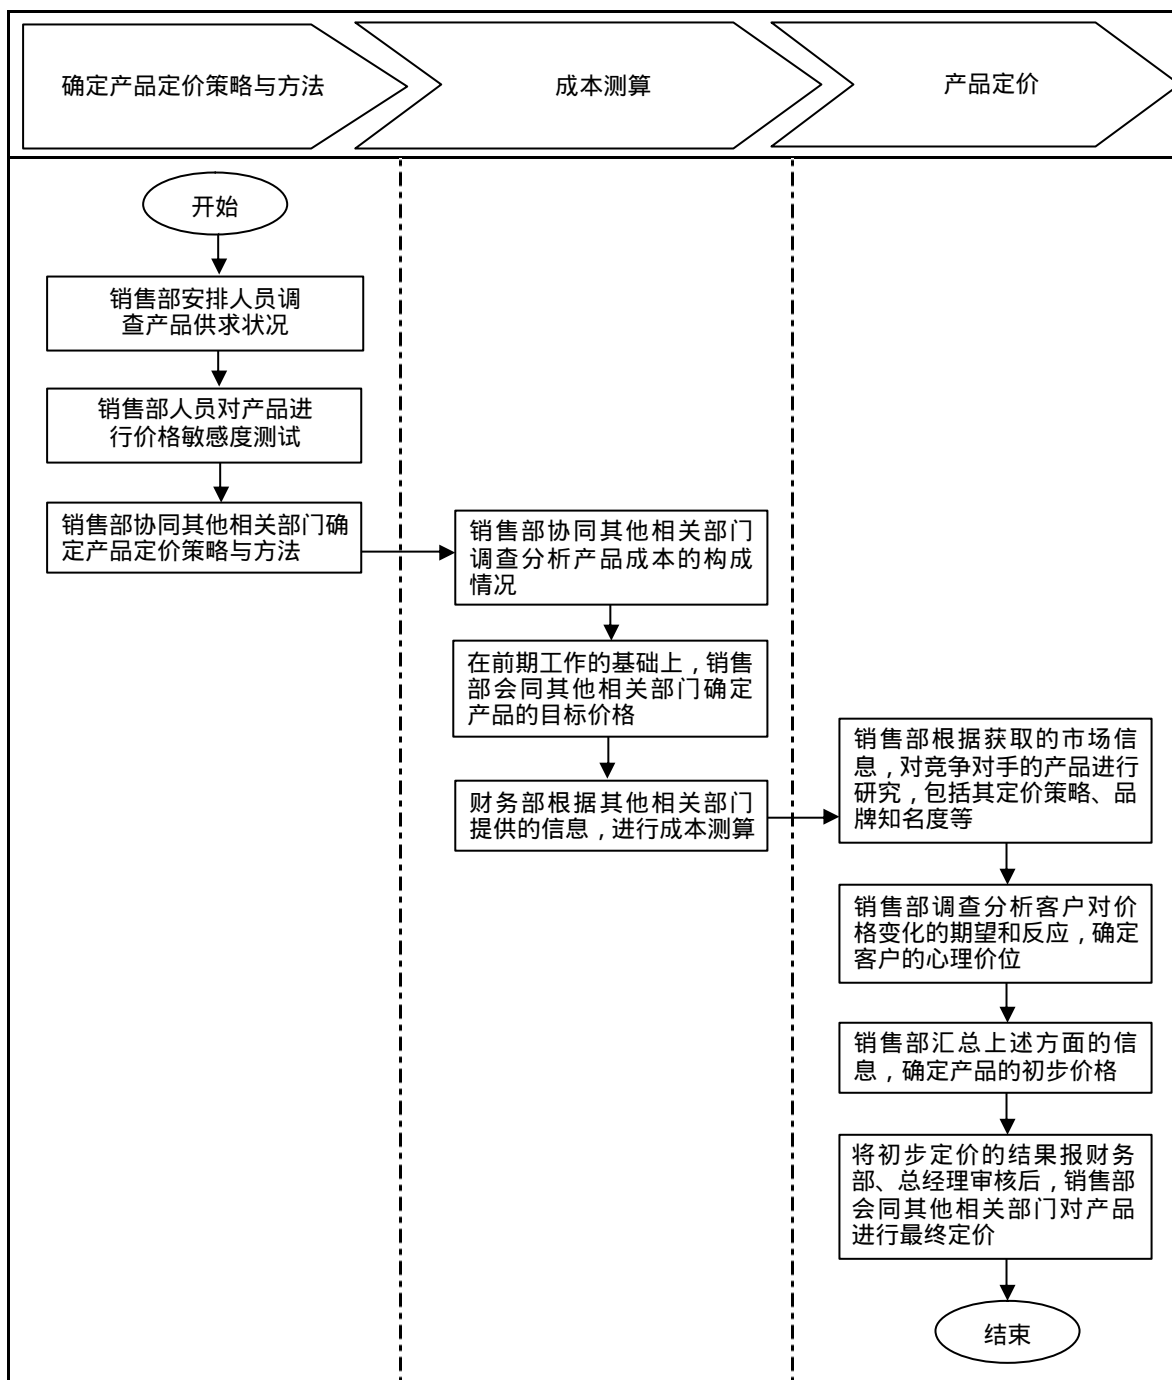 确定产品定价策略与方法
成本测算
产品定价
开始
销售部安排人员调
查产品供求状况
销售部人员对产品进
行价格敏感度测试
销售部协同其他相关部门确
定产品定价策略与方法
销售部协同其他相关部门
调查分析产品成本的构成
情况
在前期工作的基础上，销售
部会同其他相关部门确定
产品的目标价格
财务部根据其他相关部门
提供的信息，进行成本测算
销售部根据获取的市场信
息，对竞争对手的产品进行
研究，包括其定价策略、品
牌知名度等
销售部调查分析客户对价
格变化的期望和反应，确定
客户的心理价位
销售部汇总上述方面的信
息，确定产品的初步价格
将初步定价的结果报财务
部、总经理审核后，销售部
会同其他相关部门对产品
进行最终定价
结束